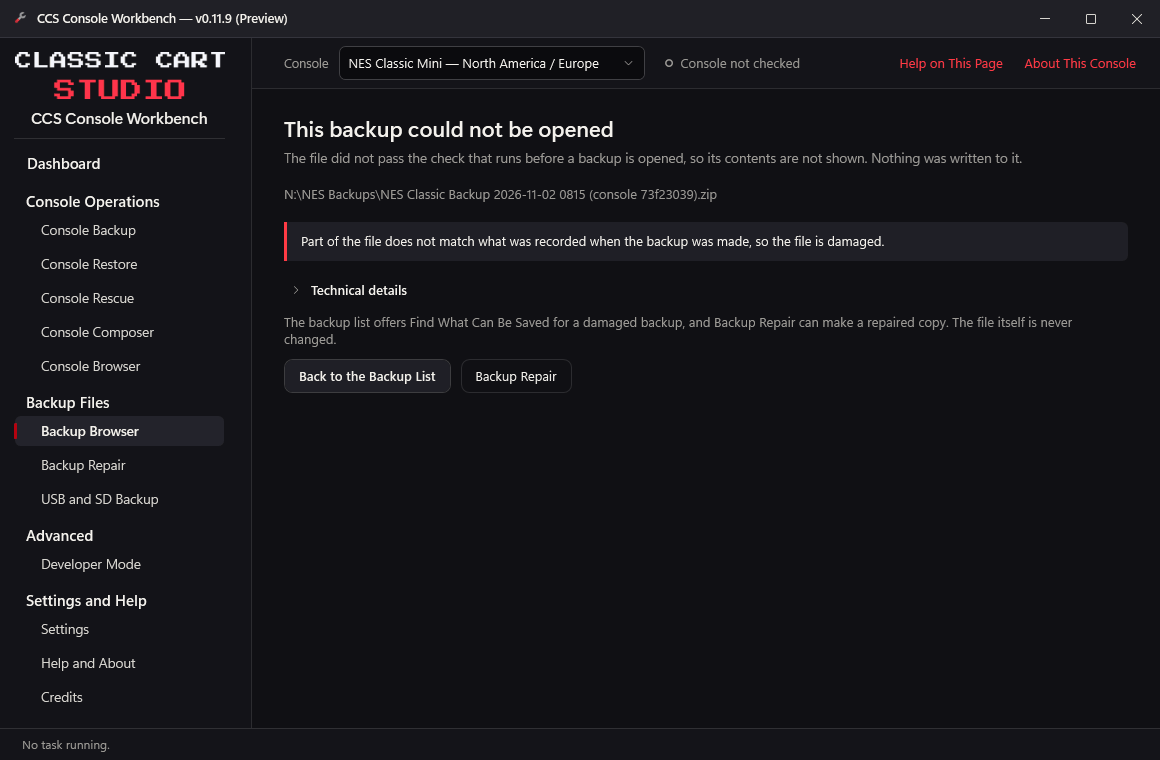 CCS Console Workbench — v0.11.9 (Preview)
CLASSIC CART
STUDIO
CCS Console Workbench
Dashboard
Console Operations
Console Backup
Console Restore
Console Rescue
Console Composer
Console Browser
Backup Files
Backup Browser
Backup Repair
USB and SD Backup
Advanced
Developer Mode
Settings and Help
Settings
Help and About
Credits
Console
NES Classic Mini — North America / Europe
Console not checked
Help on This Page
About This Console
This backup could not be opened
The file did not pass the check that runs before a backup is opened, so its contents are not shown. Nothing was written to it.
N:\NES Backups\NES Classic Backup 2026-11-02 0815 (console 73f23039).zip
Part of the file does not match what was recorded when the backup was made, so the file is damaged.
Technical details
The backup list offers Find What Can Be Saved for a damaged backup, and Backup Repair can make a repaired copy. The file itself is never
changed.
Back to the Backup List
Backup Repair
No task running.